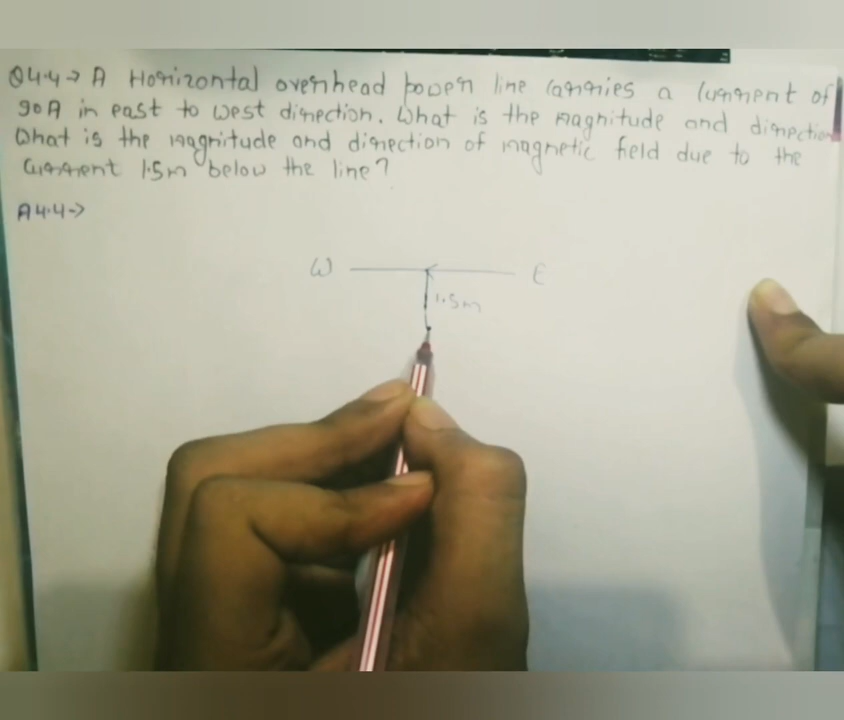 Q4.4→ A Horizontal overhead power line carries a current of
90A in east to west direction. What is the magnitude and direction
What is the magnitude and direction of magnetic field due to the
current 1.5m below the line?
A4.4→
W E
1.5m